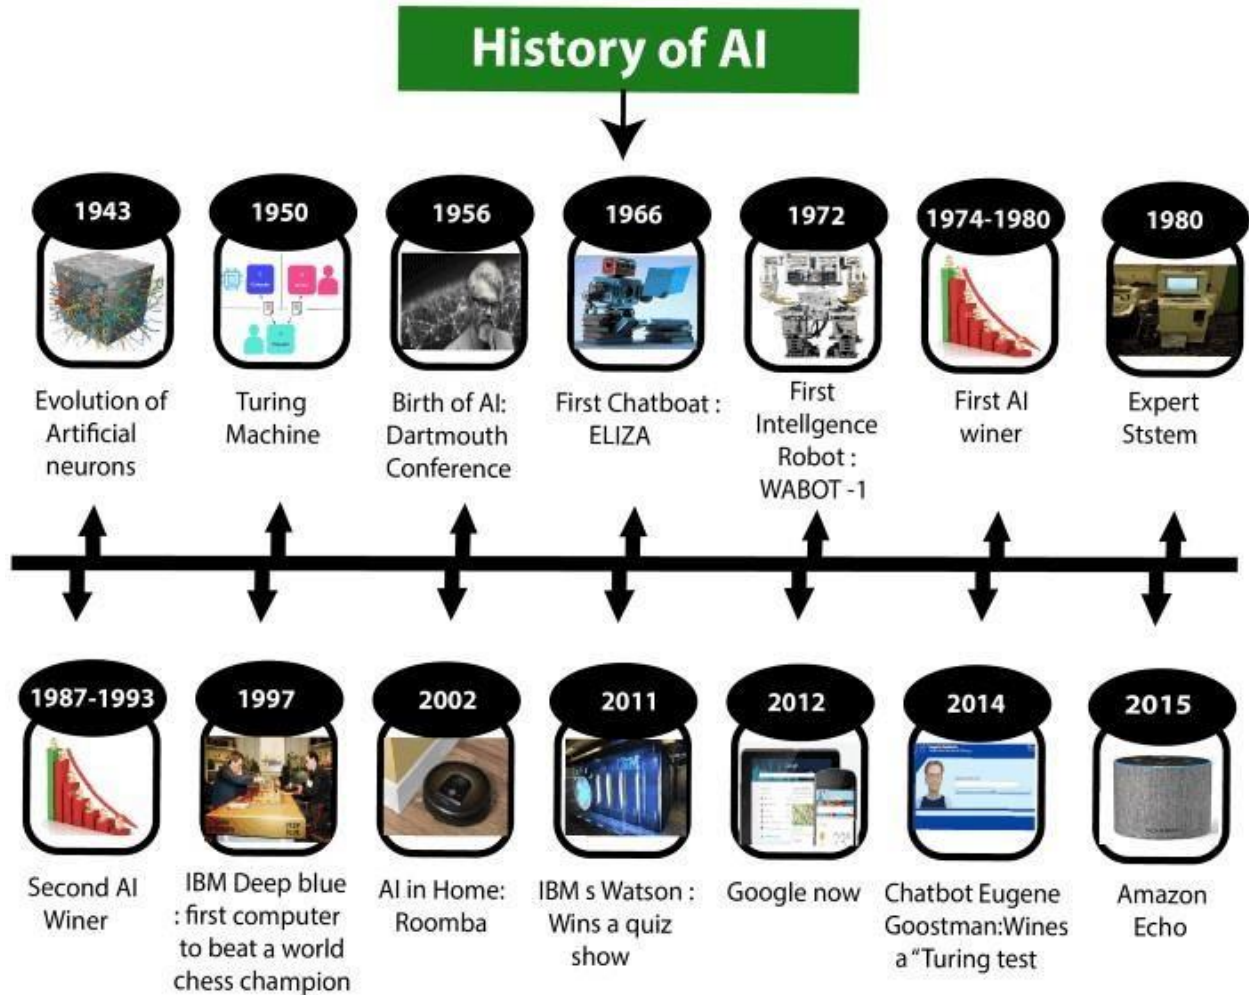 History of AI
1943
1950
1956
1966
1972
1974-1980
1980
Evolution of
Artificial
neurons
Turing
Machine
Birth of AI:
Dartmouth
Conference
First Chatboat :
ELIZA
First
Intellgence
Robot :
WABOT -1
First AI
winer
Expert
Ststem
1987-1993
1997
2002
2011
2012
2014
2015
Second AI
Winer
IBM Deep blue
: first computer
to beat a world
chess champion
AI in Home:
Roomba
IBM s Watson :
Wins a quiz
show
Google now
Chatbot Eugene
Goostman:Wines
a "Turing test
Amazon
Echo